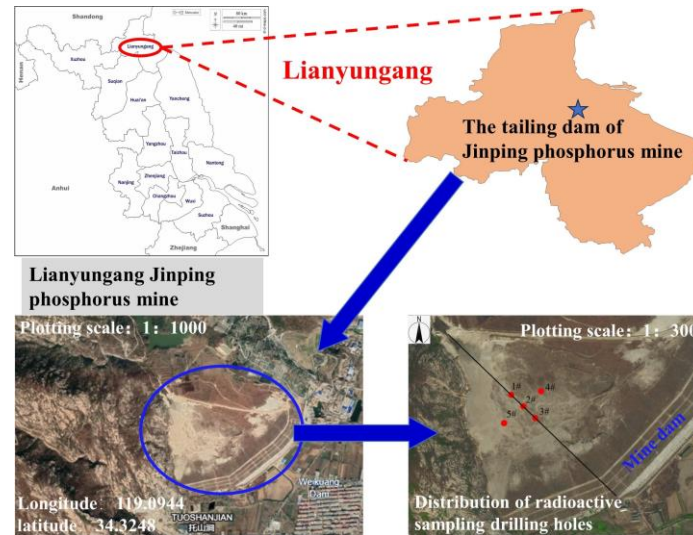 Shandong
Lianyungang
Xuzhou
Henan
Suqian
Huai'an
Yancheng
Yangzhou
Taizhou
Nantong
Zhenjiang
Nanjing
Changzhou
Wuxi
Suzhou
Anhui
Shanghai
Zhejiang
Lianyungang
The tailing dam of
Jinping phosphorus mine
Lianyungang Jinping
phosphorus mine
Plotting scale：1：1000
Weikuang
Dam
Longitude 119.0944
latitude 34.3248
TUOSHANJIAN
N
Plotting scale：1：300
1#
4#
2#
3#
5#
Mine dam
Distribution of radioactive
sampling drilling holes